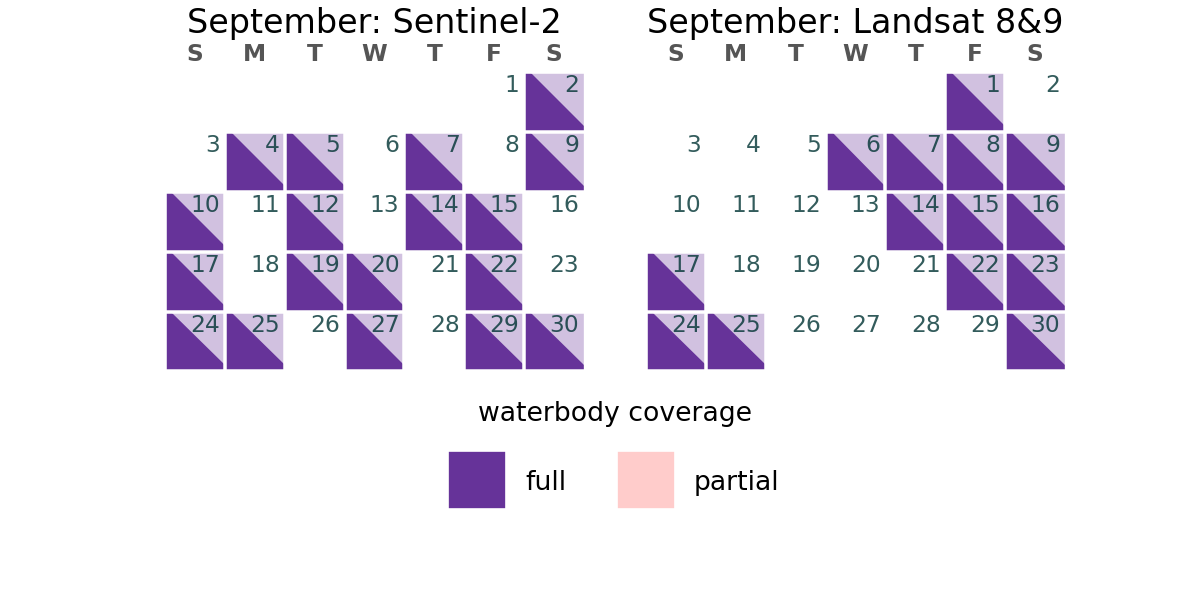 September: Sentinel-2
S M T W T F S
1 2
3 4 5 6 7 8 9
10 11 12 13 14 15 16
17 18 19 20 21 22 23
24 25 26 27 28 29 30
September: Landsat 8&9
S M T W T F S
1 2
3 4 5 6 7 8 9
10 11 12 13 14 15 16
17 18 19 20 21 22 23
24 25 26 27 28 29 30
waterbody coverage
full partial